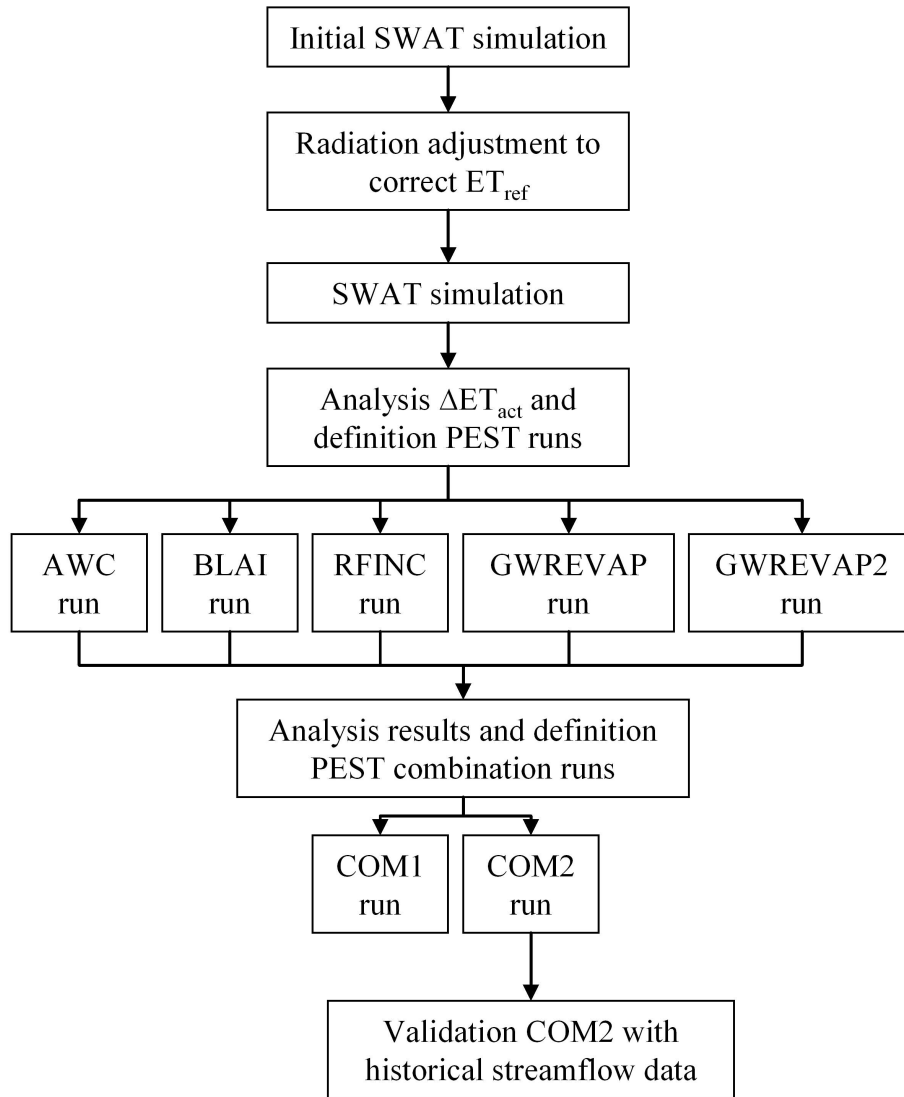 Initial SWAT simulation
Radiation adjustment to
correct ETref
SWAT simulation
Analysis ΔETact and
definition PEST runs
AWC
run
BLAI
run
RFINC
run
GWREVAP
run
GWREVAP2
run
Analysis results and definition
PEST combination runs
COM1
run
COM2
run
Validation COM2 with
historical streamflow data